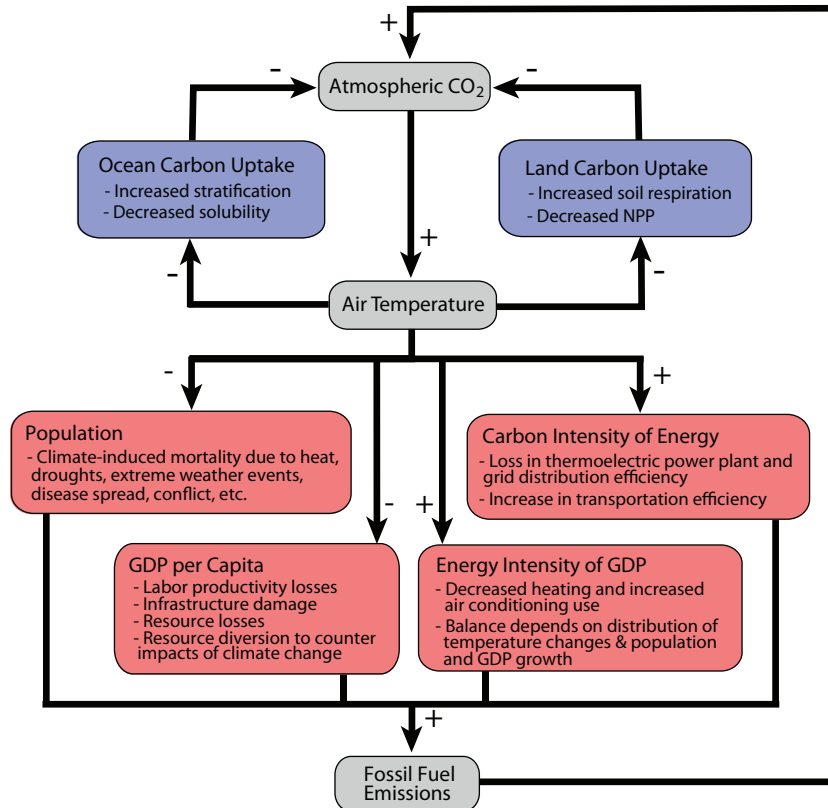 +
Atmospheric CO₂
-
-
Ocean Carbon Uptake
- Increased stratification
- Decreased solubility
Land Carbon Uptake
- Increased soil respiration
- Decreased NPP
+
-
-
Air Temperature
-
+
Population
- Climate-induced mortality due to heat,
droughts, extreme weather events,
disease spread, conflict, etc.
Carbon Intensity of Energy
- Loss in thermoelectric power plant and
grid distribution efficiency
- Increase in transportation efficiency
-
+
GDP per Capita
- Labor productivity losses
- Infrastructure damage
- Resource losses
- Resource diversion to counter
impacts of climate change
Energy Intensity of GDP
- Decreased heating and increased
air conditioning use
- Balance depends on distribution of
temperature changes & population
and GDP growth
+
Fossil Fuel
Emissions